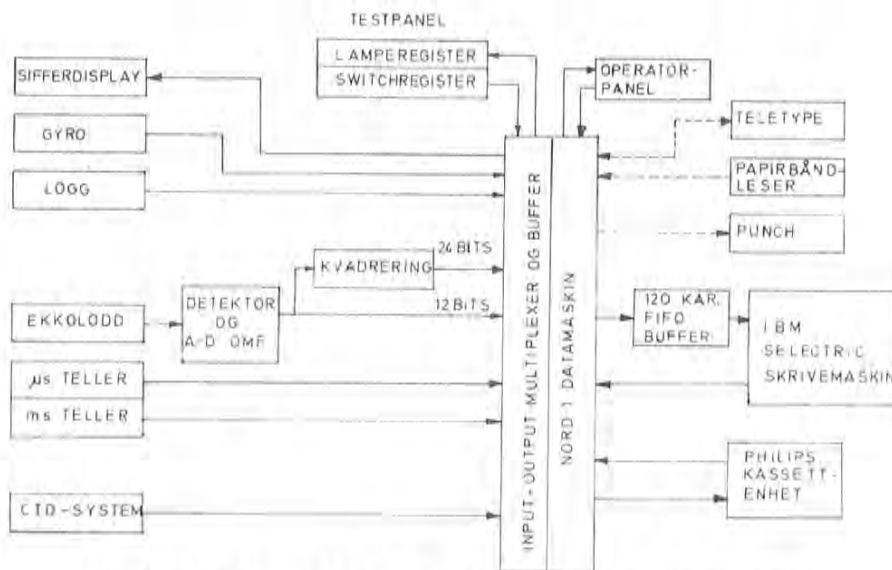 TESTPANEL
LAMPEREGISTER
SWITCHREGISTER
SIFFERDISPLAY
GYRO
LOGG
24 BITS
KVADRERING
12 BITS
EKKOLODD
DETEKTOR
OG
A-D OMF.
µs TELLER
ms TELLER
CTD-SYSTEM
INPUT-OUTPUT MULTIPLEXER OG BUFFER
NORD-1 DATAMASKIN
OPERATØR-
PANEL
TELETYPE
PAPIRBÅND-
LESER
PUNCH
120 KAR.
FIFO
BUFFER
IBM
SELECTRIC
SKRIVEMASKIN
PHILIPS
KASSETT-
ENHET